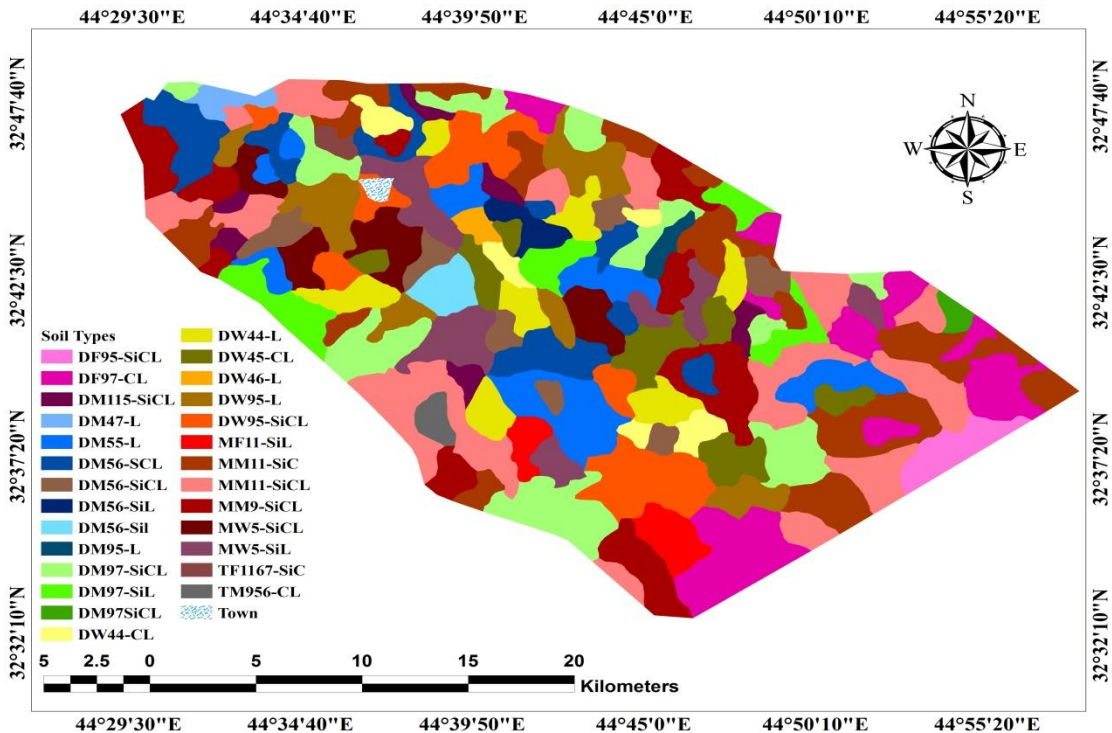 44°29'30"E 44°34'40"E 44°39'50"E 44°45'0"E 44°50'10"E 44°55'20"E
32°47'40"N
32°42'30"N
32°37'20"N
32°32'10"N
N
W E
S
32°47'40"N
32°42'30"N
32°37'20"N
32°32'10"N
Soil Types
DF95-SiCL
DF97-CL
DM115-SiCL
DM47-L
DM55-L
DM56-SCL
DM56-SiCL
DM56-SiL
DM56-Sil
DM95-L
DM97-SiCL
DM97-SiL
DM97SiCL
DW44-CL
DW44-L
DW45-CL
DW46-L
DW95-L
DW95-SiCL
MF11-SiL
MM11-SiC
MM11-SiCL
MM9-SiCL
MW5-SiCL
MW5-SiL
TF1167-SiC
TM956-CL
Town
5 2.5 0 5 10 15 20
Kilometers
44°29'30"E 44°34'40"E 44°39'50"E 44°45'0"E 44°50'10"E 44°55'20"E